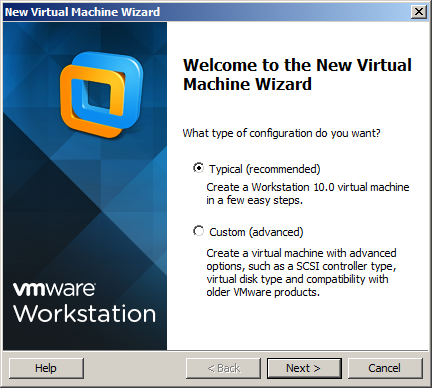 New Virtual Machine Wizard
Welcome to the New Virtual
Machine Wizard
What type of configuration do you want?
Typical (recommended)
Create a Workstation 10.0 virtual machine
in a few easy steps.
Custom (advanced)
Create a virtual machine with advanced
options, such as a SCSI controller type,
virtual disk type and compatibility with
older VMware products.
vmware
Workstation
Help
< Back
Next >
Cancel